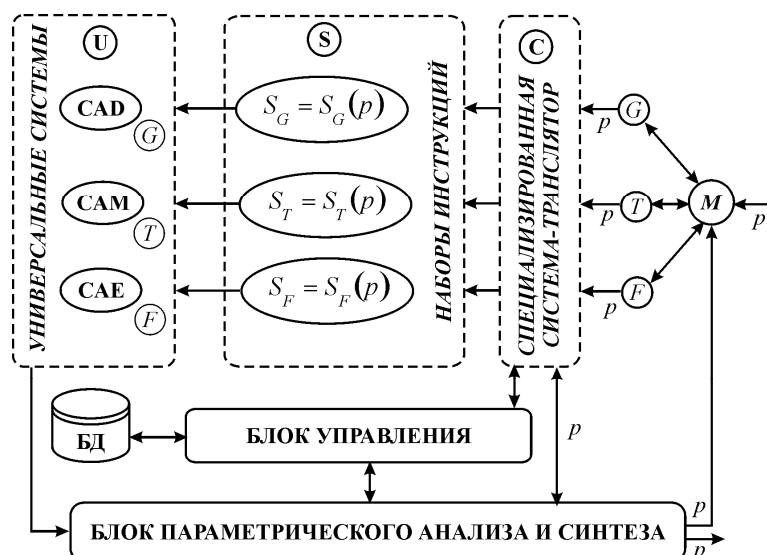 U
S
C
УНИВЕРСАЛЬНЫЕ СИСТЕМЫ
CAD
G
CAM
T
CAE
F
S_G = S_G(p)
S_T = S_T(p)
S_F = S_F(p)
НАБОРЫ ИНСТРУКЦИЙ
СПЕЦИАЛИЗИРОВАННАЯ
СИСТЕМА-ТРАНСЛЯТОР
p
G
p
T
p
F
M
p
БД
БЛОК УПРАВЛЕНИЯ
p
БЛОК ПАРАМЕТРИЧЕСКОГО АНАЛИЗА И СИНТЕЗА
p
p